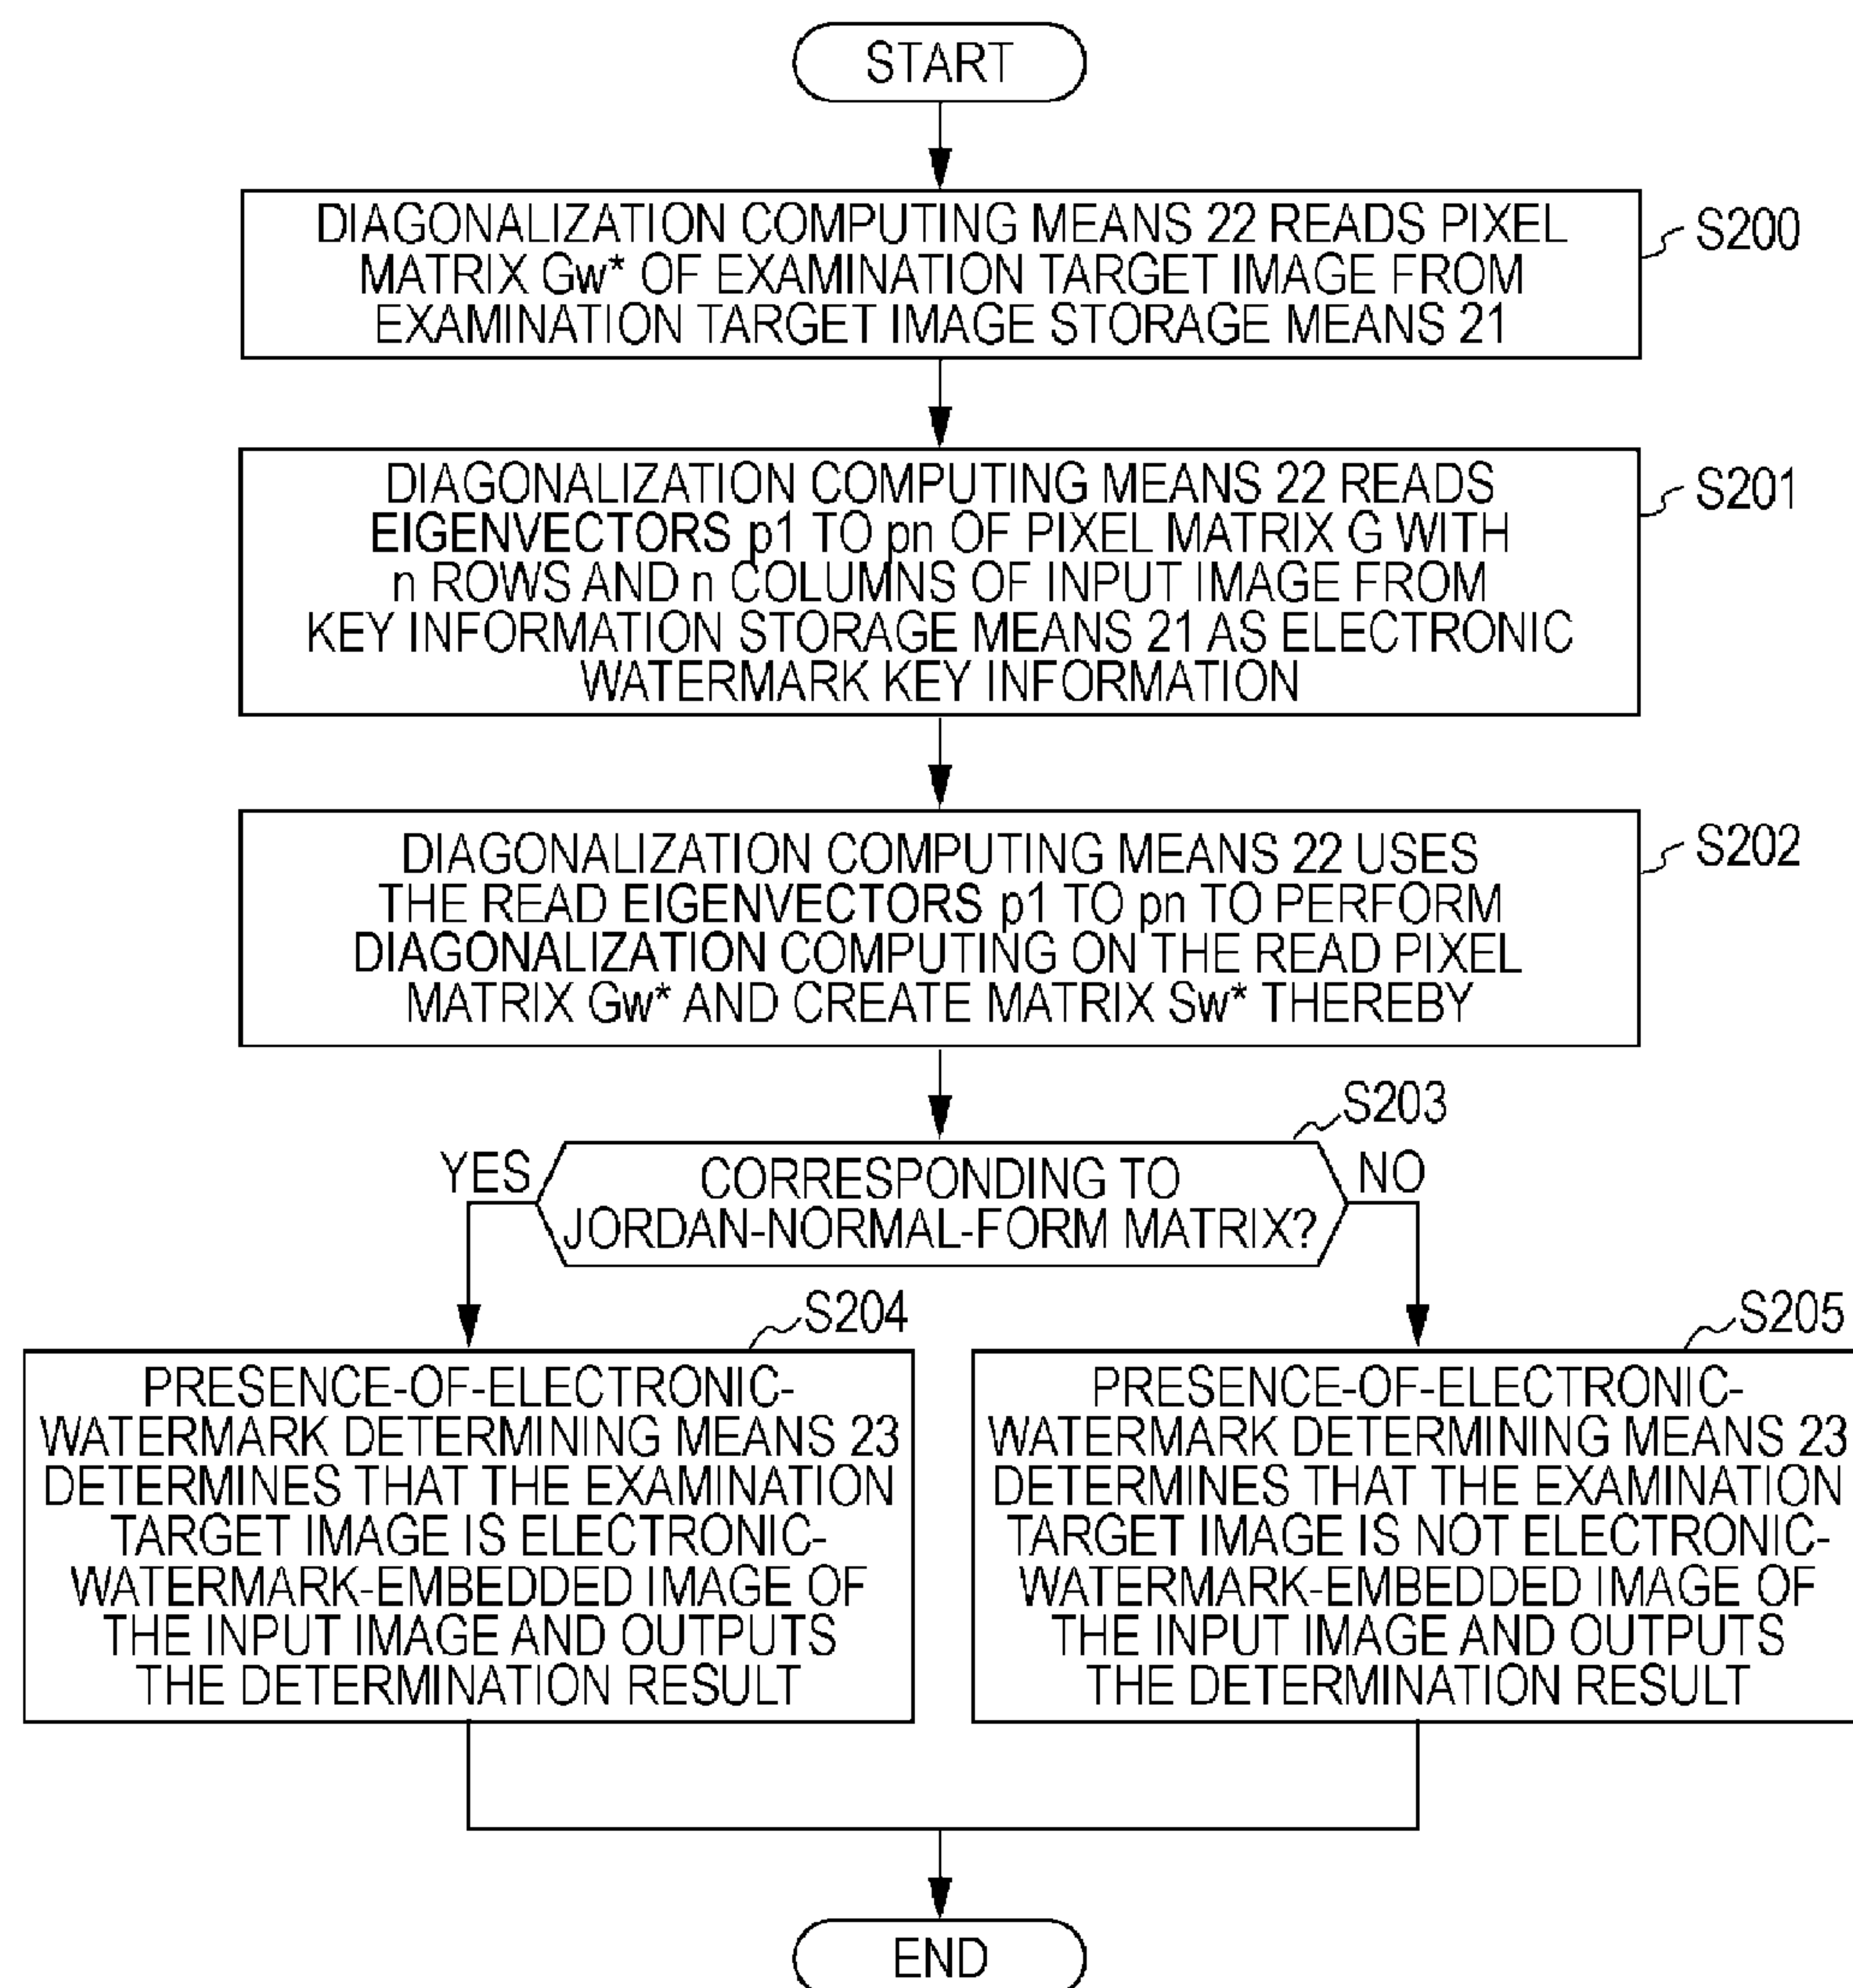 START
DIAGONALIZATION COMPUTING MEANS 22 READS PIXEL
MATRIX Gw* OF EXAMINATION TARGET IMAGE FROM
EXAMINATION TARGET IMAGE STORAGE MEANS 21
S200
DIAGONALIZATION COMPUTING MEANS 22 READS
EIGENVECTORS p1 TO pn OF PIXEL MATRIX G WITH
n ROWS AND n COLUMNS OF INPUT IMAGE FROM
KEY INFORMATION STORAGE MEANS 21 AS ELECTRONIC
WATERMARK KEY INFORMATION
S201
DIAGONALIZATION COMPUTING MEANS 22 USES
THE READ EIGENVECTORS p1 TO pn TO PERFORM
DIAGONALIZATION COMPUTING ON THE READ PIXEL
MATRIX Gw* AND CREATE MATRIX Sw* THEREBY
S202
S203
YES
CORRESPONDING TO
JORDAN-NORMAL-FORM MATRIX?
NO
S204
PRESENCE-OF-ELECTRONIC-
WATERMARK DETERMINING MEANS 23
DETERMINES THAT THE EXAMINATION
TARGET IMAGE IS ELECTRONIC-
WATERMARK-EMBEDDED IMAGE OF
THE INPUT IMAGE AND OUTPUTS
THE DETERMINATION RESULT
S205
PRESENCE-OF-ELECTRONIC-
WATERMARK DETERMINING MEANS 23
DETERMINES THAT THE EXAMINATION
TARGET IMAGE IS NOT ELECTRONIC-
WATERMARK-EMBEDDED IMAGE OF
THE INPUT IMAGE AND OUTPUTS
THE DETERMINATION RESULT
END